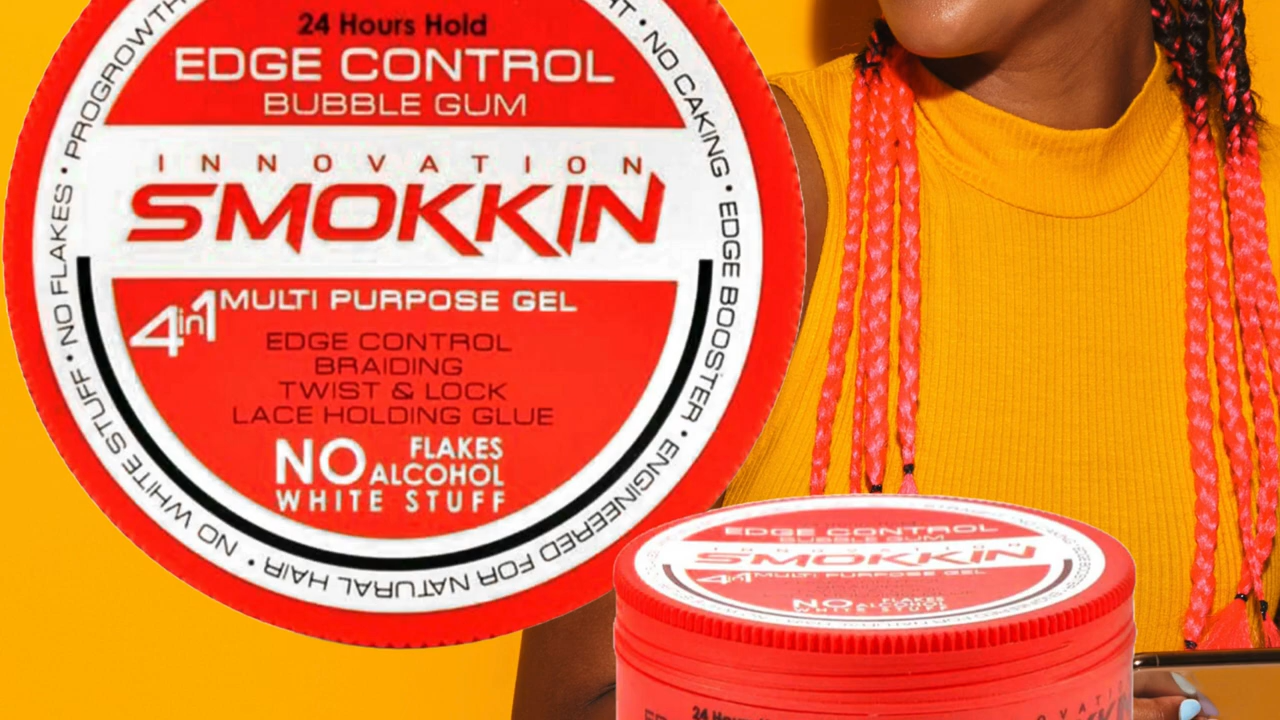 24 Hours Hold
EDGE CONTROL
BUBBLE GUM
INNOVATION
SMOKKIN
4in1 MULTI PURPOSE GEL
EDGE CONTROL
BRAIDING
TWIST & LOCK
LACE HOLDING GLUE
NO FLAKES
ALCOHOL
WHITE STUFF
NO CAKING • EDGE BOOSTER • ENGINEERED FOR NATURAL HAIR • NO WHITE STUFF • NO FLAKES • PROGROWTH
EDGE CONTROL
BUBBLE GUM
INNOVATION
SMOKKIN
4in1 MULTI PURPOSE GEL
NO FLAKES
ALCOHOL
WHITE STUFF
24 Hours